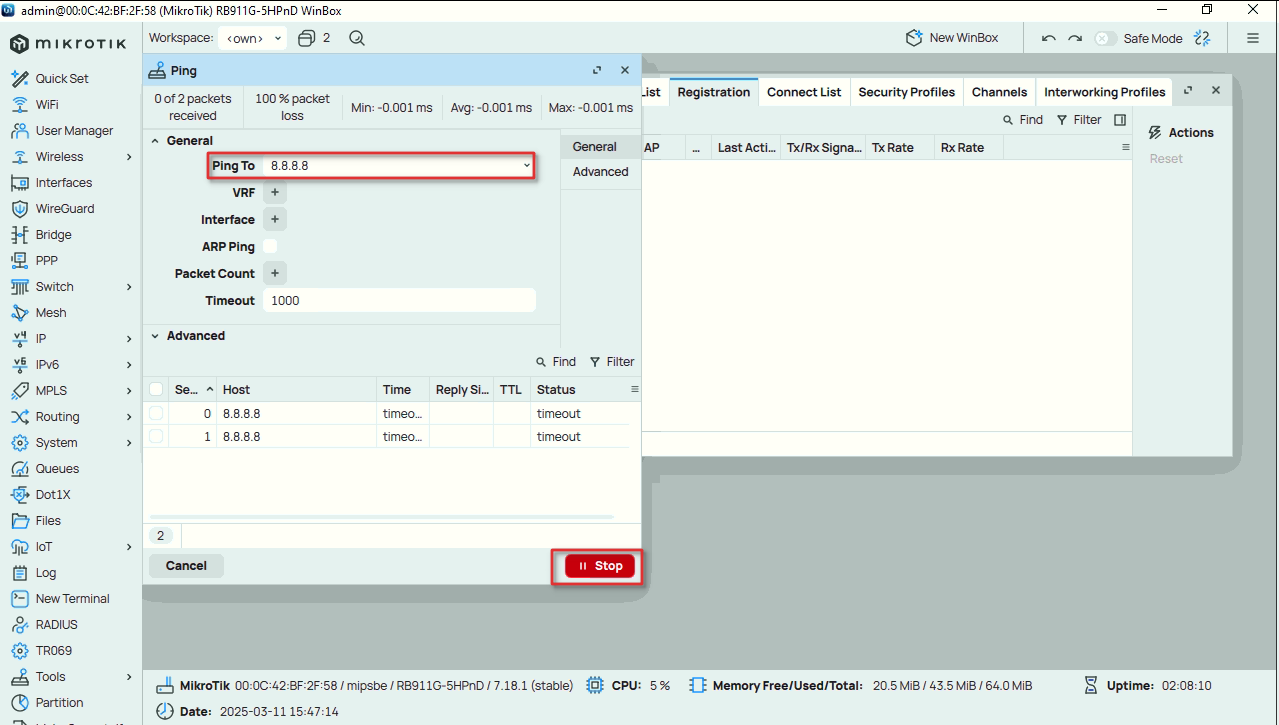 admin@00:0C:42:BF:2F:58 (MikroTik) RB911G-5HPnD WinBox
MIKROTIK
Workspace: <own> 2
New WinBox
Safe Mode
Quick Set
WiFi
User Manager
Wireless
Interfaces
WireGuard
Bridge
PPP
Switch
Mesh
IP
IPv6
MPLS
Routing
System
Queues
Dot1X
Files
IoT
Log
New Terminal
RADIUS
TR069
Tools
Partition
Ping
0 of 2 packets received
100 % packet loss
Min: -0.001 ms
Avg: -0.001 ms
Max: -0.001 ms
General
Ping To 8.8.8.8
VRF +
Interface +
ARP Ping
Packet Count +
Timeout 1000
Advanced
General
Advanced
Find Filter
Se... Host Time Reply Si... TTL Status
0 8.8.8.8 timeo... timeout
1 8.8.8.8 timeo... timeout
2
Cancel Stop
Registration Connect List Security Profiles Channels Interworking Profiles
Find Filter
AP ... Last Acti... Tx/Rx Signa... Tx Rate Rx Rate
Actions
Reset
MikroTik 00:0C:42:BF:2F:58 / mipsbe / RB911G-5HPnD / 7.18.1 (stable) CPU: 5 % Memory Free/Used/Total: 20.5 MiB / 43.5 MiB / 64.0 MiB Uptime: 02:08:10
Date: 2025-03-11 15:47:14